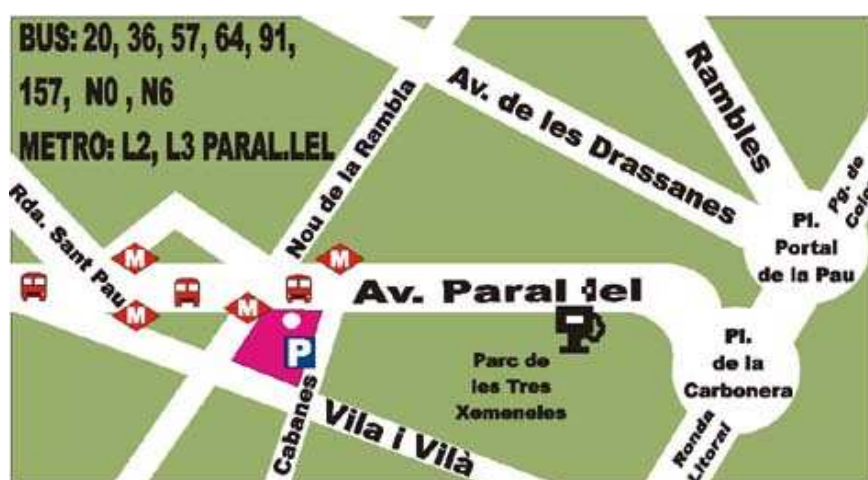 BUS: 20, 36, 57, 64, 91,
157, N0 , N6
METRO: L2, L3 PARAL.LEL
Av. de les Drassanes
Rambles
Nou de la Rambla
Rda. Sant Pau
Pg. de
Pl.
Portal
de la Pau
M
M
M
M
Av. Paral lel
P
Parc de
les Tres
Xemeneies
Pl.
de la
Carbonera
Cabanes
Vila i Vilà
Ronda
Litoral